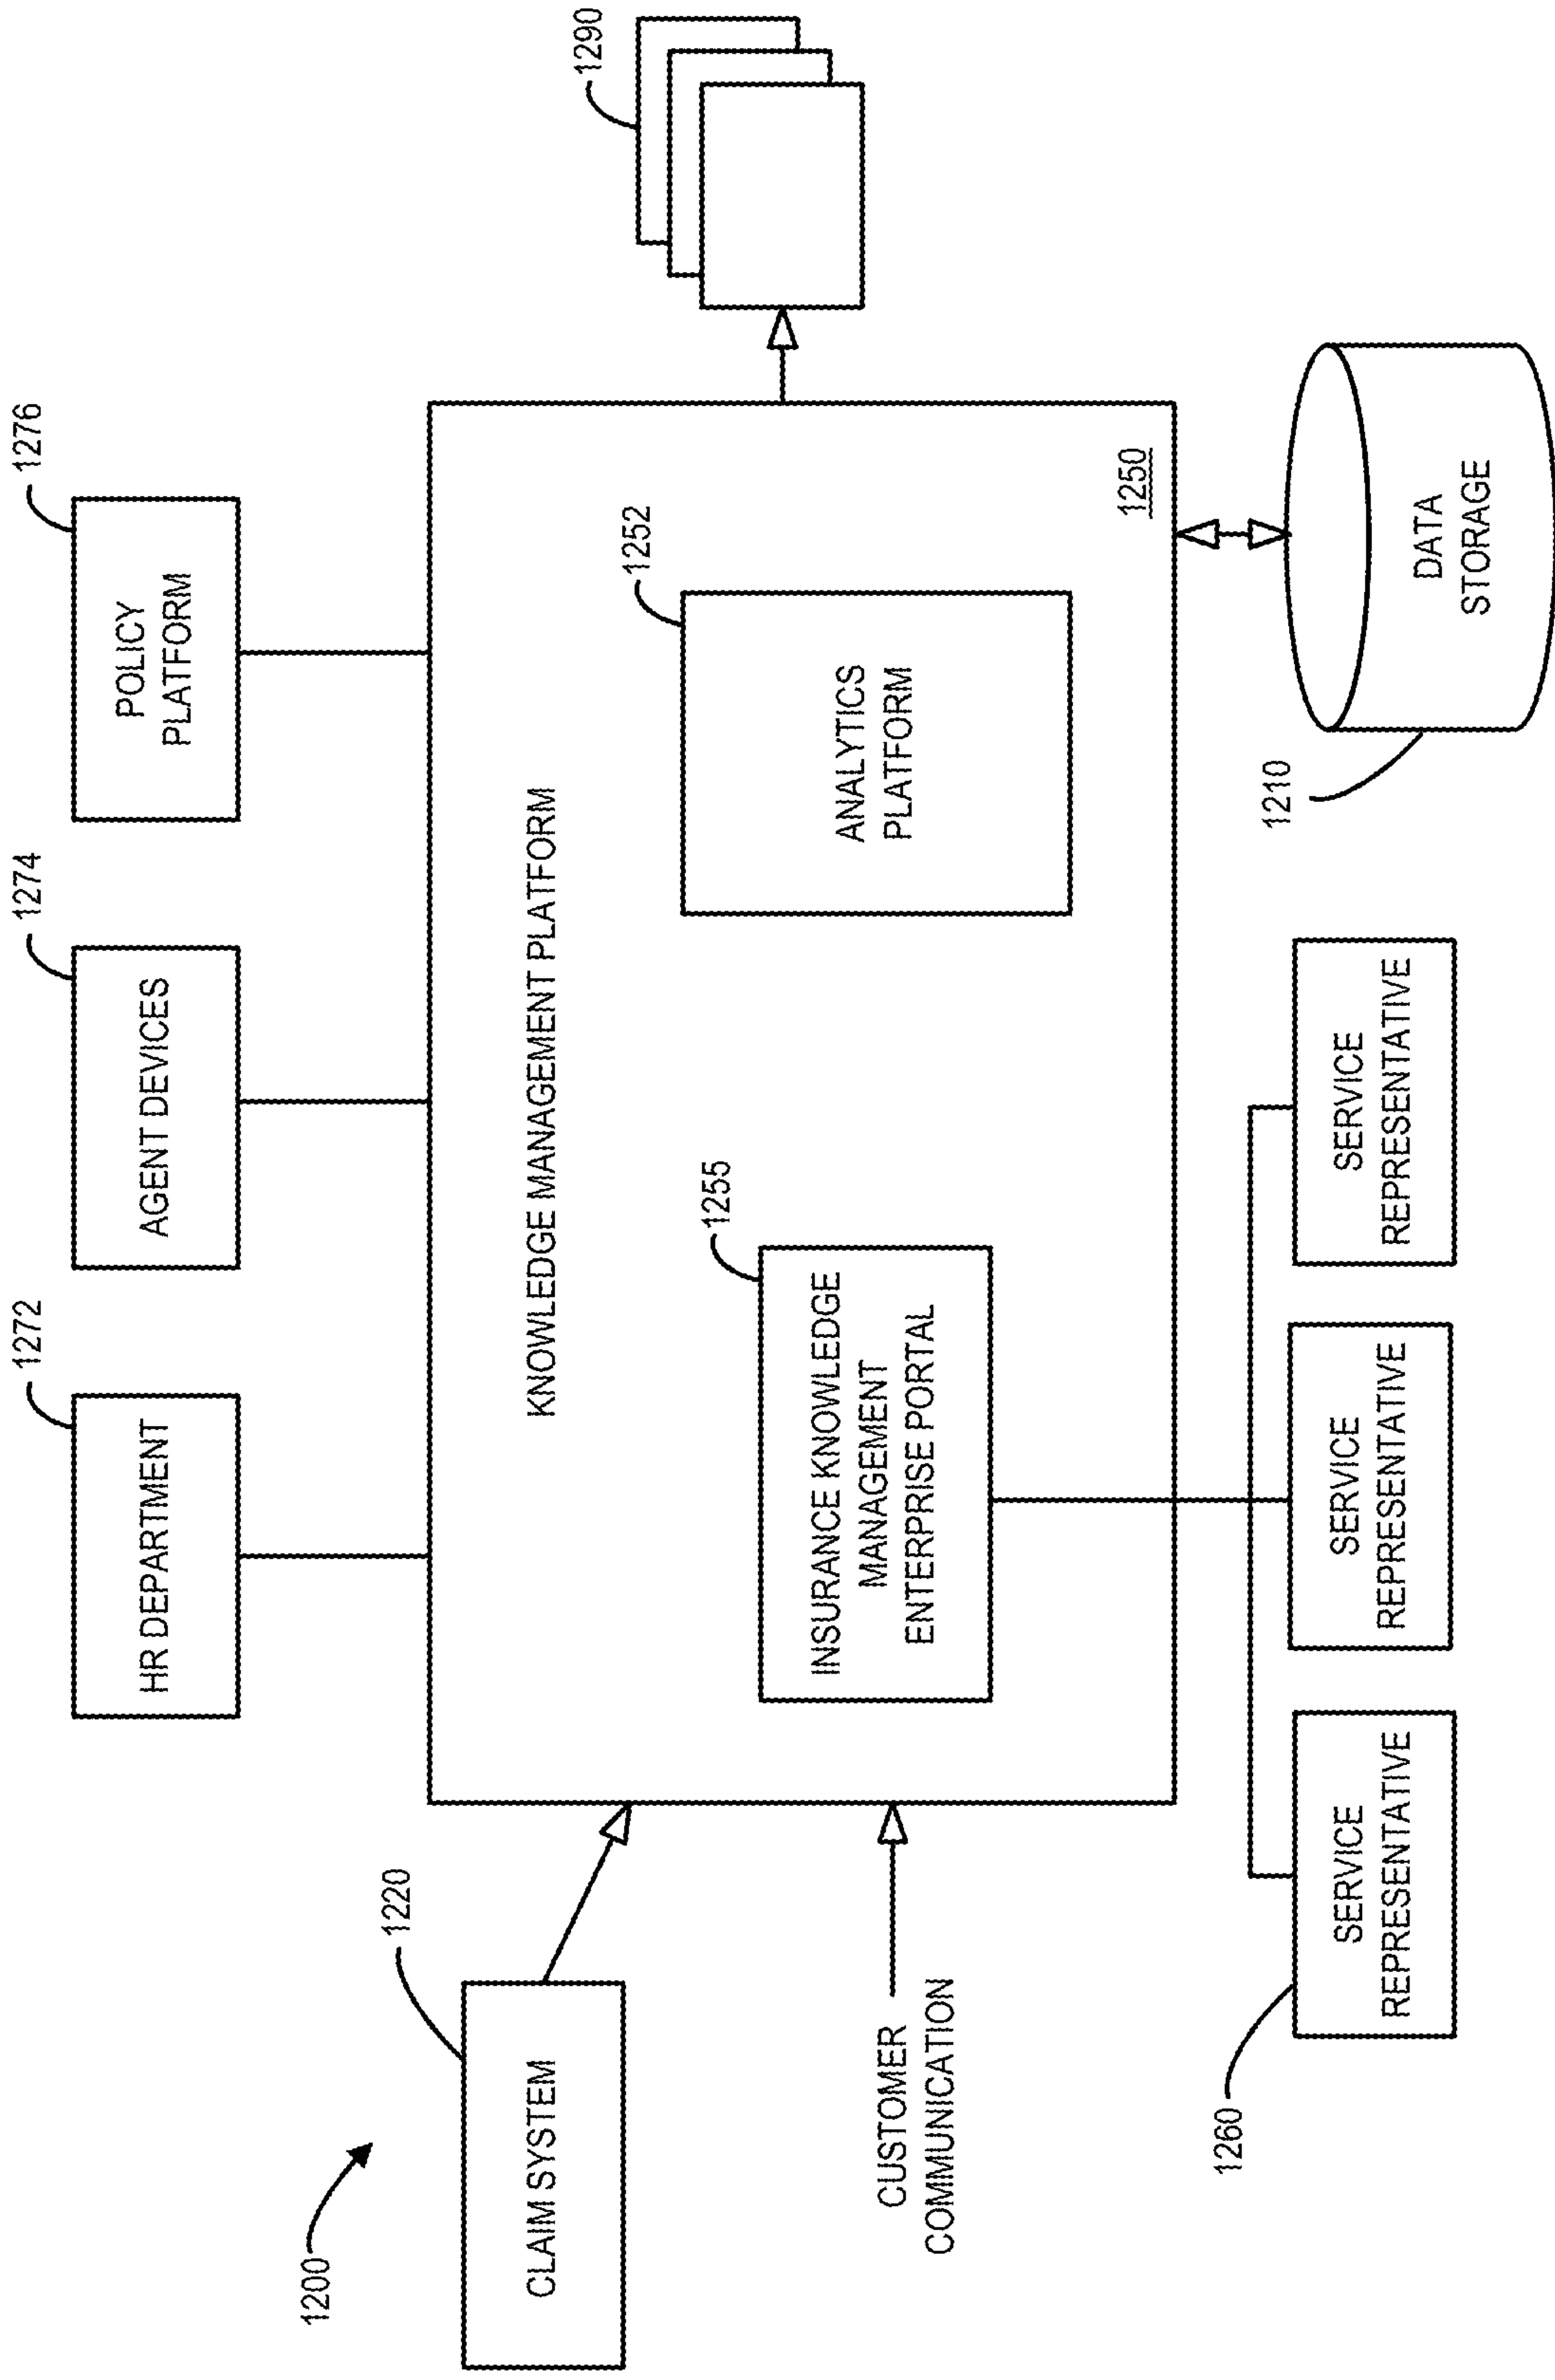 1200
CLAIM SYSTEM
1220
CUSTOMER
COMMUNICATION
HR DEPARTMENT
1272
AGENT DEVICES
1274
POLICY
PLATFORM
1276
KNOWLEDGE MANAGEMENT PLATFORM
INSURANCE KNOWLEDGE
MANAGEMENT
ENTERPRISE PORTAL
1255
ANALYTICS
PLATFORM
1252
1250
1290
1260
SERVICE
REPRESENTATIVE
SERVICE
REPRESENTATIVE
SERVICE
REPRESENTATIVE
1210
DATA
STORAGE